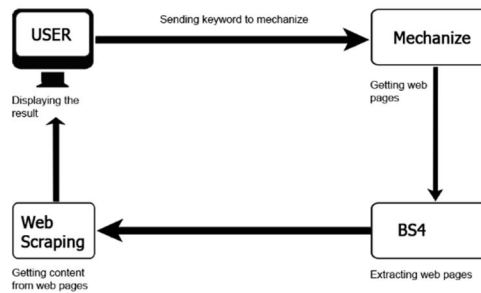 Sending keyword to mechanize
USER
Mechanize
Displaying the
result
Getting web
pages
Web
Scraping
BS4
Getting content
from web pages
Extracting web pages